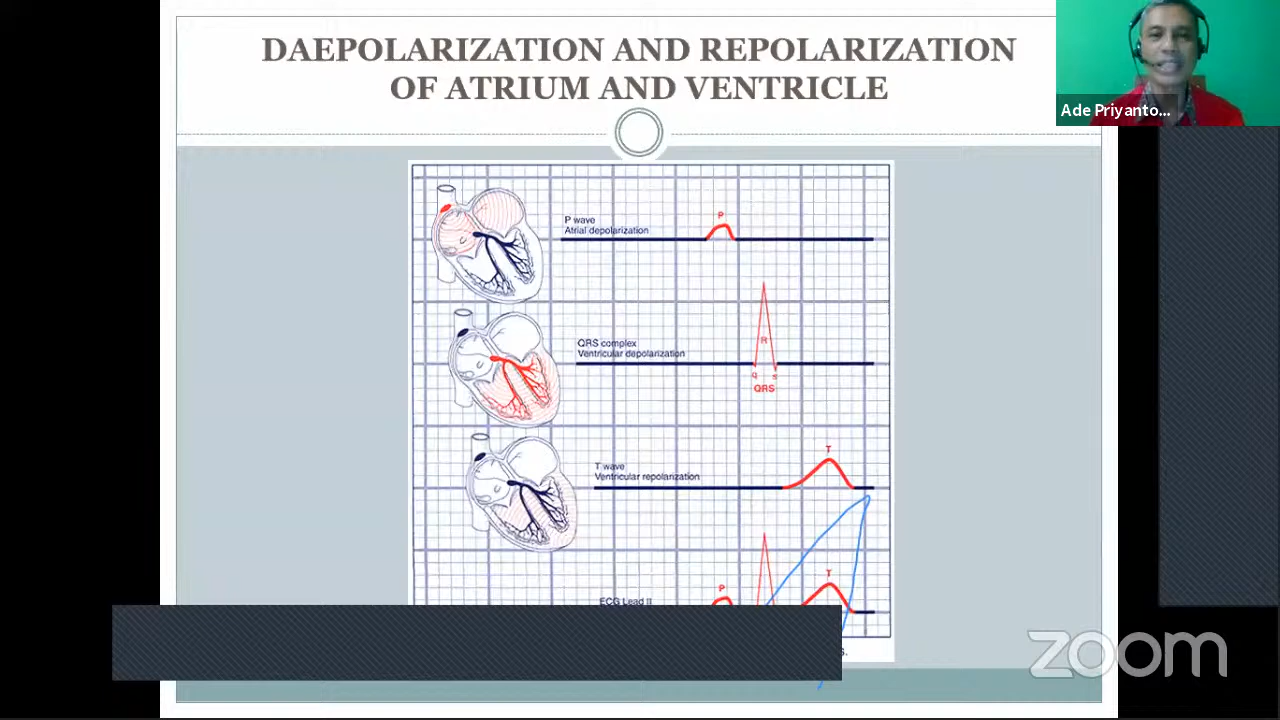 DAEPOLARIZATION AND REPOLARIZATION
OF ATRIUM AND VENTRICLE
Ade Priyanto...
P wave
Atrial depolarization
P
QRS complex
Ventricular depolarization
R
q s
QRS
T wave
Ventricular repolarization
T
P
T
ECG Lead II
zoom